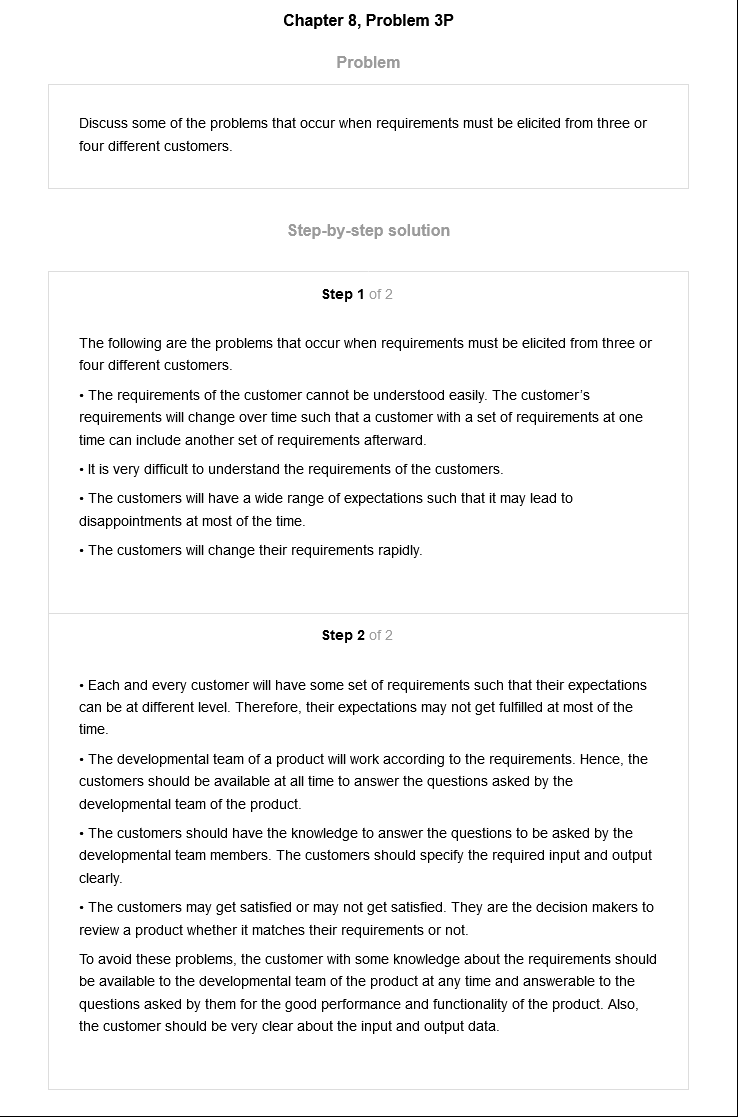 Chapter 8, Problem 3P
Problem
Discuss some of the problems that occur when requirements must be elicited from three or
four different customers.
Step-by-step solution
Step 1 of 2
The following are the problems that occur when requirements must be elicited from three or
four different customers.
• The requirements of the customer cannot be understood easily. The customer’s
requirements will change over time such that a customer with a set of requirements at one
time can include another set of requirements afterward.
• It is very difficult to understand the requirements of the customers.
• The customers will have a wide range of expectations such that it may lead to
disappointments at most of the time.
• The customers will change their requirements rapidly.
Step 2 of 2
• Each and every customer will have some set of requirements such that their expectations
can be at different level. Therefore, their expectations may not get fulfilled at most of the
time.
• The developmental team of a product will work according to the requirements. Hence, the
customers should be available at all time to answer the questions asked by the
developmental team of the product.
• The customers should have the knowledge to answer the questions to be asked by the
developmental team members. The customers should specify the required input and output
clearly.
• The customers may get satisfied or may not get satisfied. They are the decision makers to
review a product whether it matches their requirements or not.
To avoid these problems, the customer with some knowledge about the requirements should
be available to the developmental team of the product at any time and answerable to the
questions asked by them for the good performance and functionality of the product. Also,
the customer should be very clear about the input and output data.